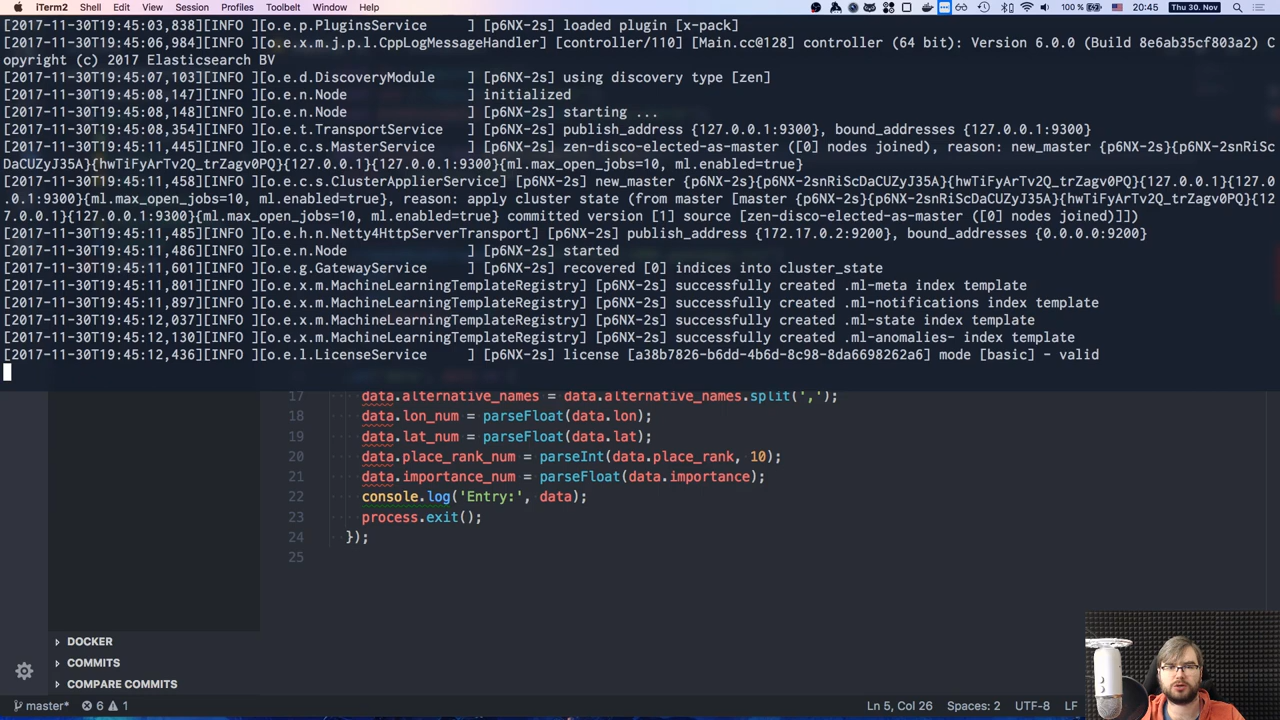 iTerm2 Shell Edit View Session Profiles Toolbelt Window Help 100 % 20:45 Thu 30. Nov
[2017-11-30T19:45:03,838][INFO ][o.e.p.PluginsService ] loaded plugin [x-pack]
[2017-11-30T19:45:06,984][INFO ][o.e.x.m.j.p.l.CppLogMessageHandler] [controller/110] [Main.cc@128] controller (64 bit): Version 6.0.0 (Build 8e6ab35cf803a2) C
opyright (c) 2017 Elasticsearch BV
[2017-11-30T19:45:07,103][INFO ][o.e.d.DiscoveryModule ] [p6NX-2s] using discovery type [zen]
[2017-11-30T19:45:08,147][INFO ][o.e.n.Node ] initialized
[2017-11-30T19:45:08,148][INFO ][o.e.n.Node ] [p6NX-2s] starting ...
[2017-11-30T19:45:08,354][INFO ][o.e.t.TransportService ] [p6NX-2s] publish_address {127.0.0.1:9300}, bound_addresses {127.0.0.1:9300}
[2017-11-30T19:45:11,445][INFO ][o.e.c.s.MasterService ] [p6NX-2s] zen-disco-elected-as-master ([0] nodes joined), reason: new_master {p6NX-2s}{p6NX-2snRiSc
DaCUZyJ35A}{hwTiFyArTv2Q_trZagv0PQ}{127.0.0.1}{127.0.0.1:9300}{ml.max_open_jobs=10, ml.enabled=true}
[2017-11-30T19:45:11,458][INFO ][o.e.c.s.ClusterApplierService] [p6NX-2s] new_master {p6NX-2s}{p6NX-2snRiScDaCUZyJ35A}{hwTiFyArTv2Q_trZagv0PQ}{127.0.0.1}{127.0
.0.1:9300}{ml.max_open_jobs=10, ml.enabled=true}, reason: apply cluster state (from master [master {p6NX-2s}{p6NX-2snRiScDaCUZyJ35A}{hwTiFyArTv2Q_trZagv0PQ}{12
7.0.0.1}{127.0.0.1:9300}{ml.max_open_jobs=10, ml.enabled=true} committed version [1] source [zen-disco-elected-as-master ([0] nodes joined)]])
[2017-11-30T19:45:11,485][INFO ][o.e.h.n.Netty4HttpServerTransport] [p6NX-2s] publish_address {172.17.0.2:9200}, bound_addresses {0.0.0.0:9200}
[2017-11-30T19:45:11,486][INFO ][o.e.n.Node ] [p6NX-2s] started
[2017-11-30T19:45:11,601][INFO ][o.e.g.GatewayService ] [p6NX-2s] recovered [0] indices into cluster_state
[2017-11-30T19:45:11,801][INFO ][o.e.x.m.MachineLearningTemplateRegistry] [p6NX-2s] successfully created .ml-meta index template
[2017-11-30T19:45:11,897][INFO ][o.e.x.m.MachineLearningTemplateRegistry] [p6NX-2s] successfully created .ml-notifications index template
[2017-11-30T19:45:12,037][INFO ][o.e.x.m.MachineLearningTemplateRegistry] [p6NX-2s] successfully created .ml-state index template
[2017-11-30T19:45:12,130][INFO ][o.e.x.m.MachineLearningTemplateRegistry] [p6NX-2s] successfully created .ml-anomalies- index template
[2017-11-30T19:45:12,436][INFO ][o.e.l.LicenseService ] [p6NX-2s] license [a38b7826-b6dd-4b6d-8c98-8da6698262a6] mode [basic] - valid
17 data.alternative_names = data.alternative_names.split(',');
18 data.lon_num = parseFloat(data.lon);
19 data.lat_num = parseFloat(data.lat);
20 data.place_rank_num = parseInt(data.place_rank, 10);
21 data.importance_num = parseFloat(data.importance);
22 console.log('Entry:', data);
23 process.exit();
24 });
25
DOCKER
COMMITS
COMPARE COMMITS
master* 6 1 Ln 5, Col 26 Spaces: 2 UTF-8 LF